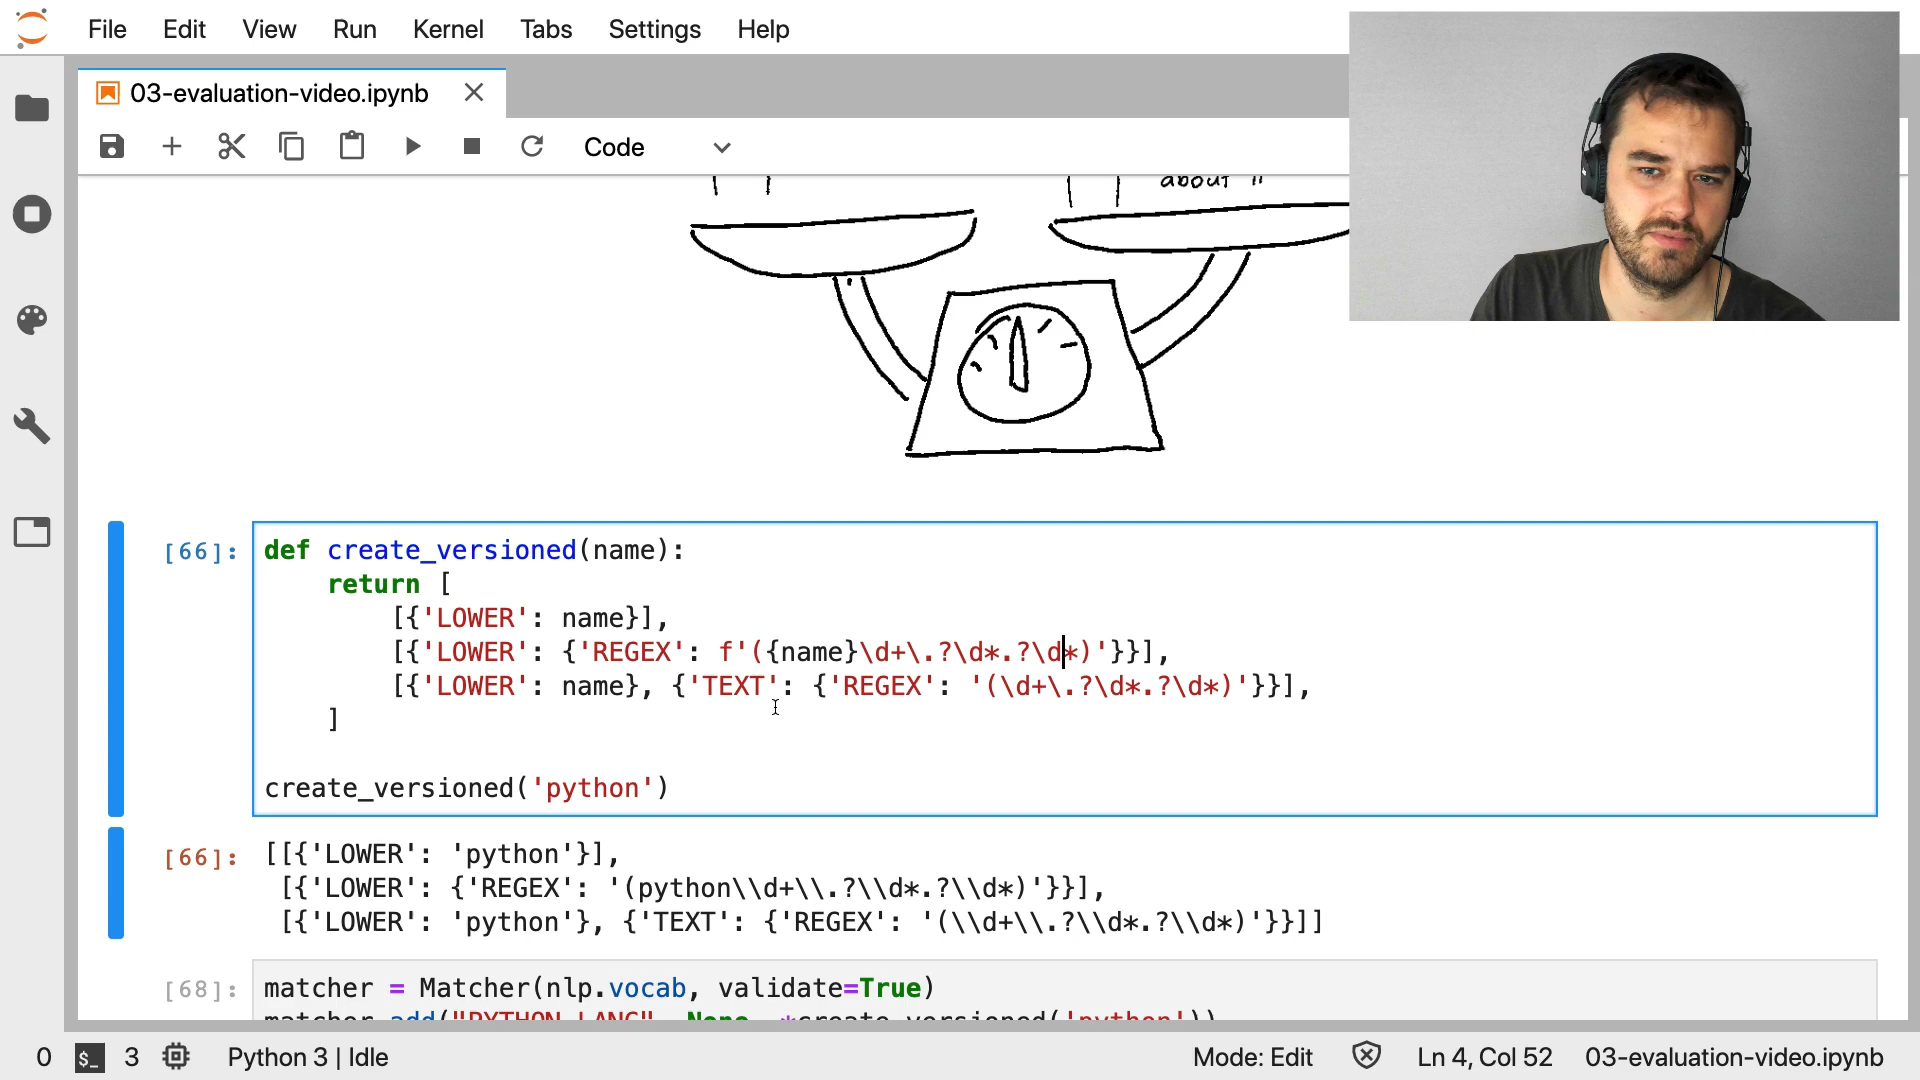 File Edit View Run Kernel Tabs Settings Help
03-evaluation-video.ipynb
Code
about it
[66]:
def create_versioned(name):
    return [
        [{'LOWER': name}],
        [{'LOWER': {'REGEX': f'({name}\d+\.?\d*.?\d*)'}}],
        [{'LOWER': name}, {'TEXT': {'REGEX': '(\d+\.?\d*.?\d*)'}}],
    ]
create_versioned('python')
[66]:
[[{'LOWER': 'python'}],
 [{'LOWER': {'REGEX': '(python\\d+\\.?\\d*.?\\d*)'}}],
 [{'LOWER': 'python'}, {'TEXT': {'REGEX': '(\\d+\\.?\\d*.?\\d*)'}}]]
[68]:
matcher = Matcher(nlp.vocab, validate=True)
matcher.add("PYTHON_LANG", None, *create_versioned('python'))
0 $_ 3 Python 3 | Idle Mode: Edit Ln 4, Col 52 03-evaluation-video.ipynb